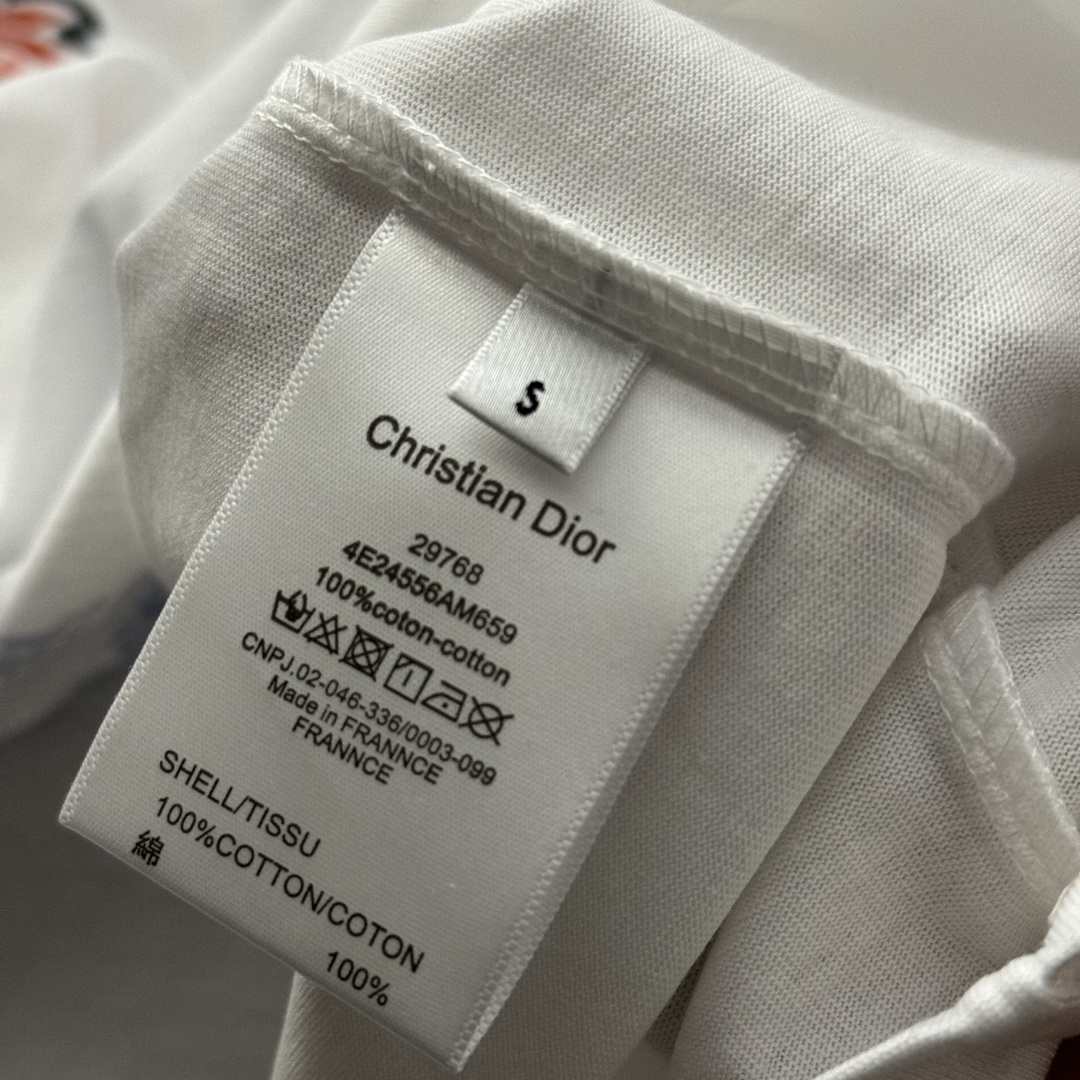 S
Christian Dior
29768
4E24556AM659
100%coton-cotton
CNPJ.02-046-336/0003-099
Made in FRANNCE
FRANNCE
SHELL/TISSU
100%COTTON/COTON
綿
100%